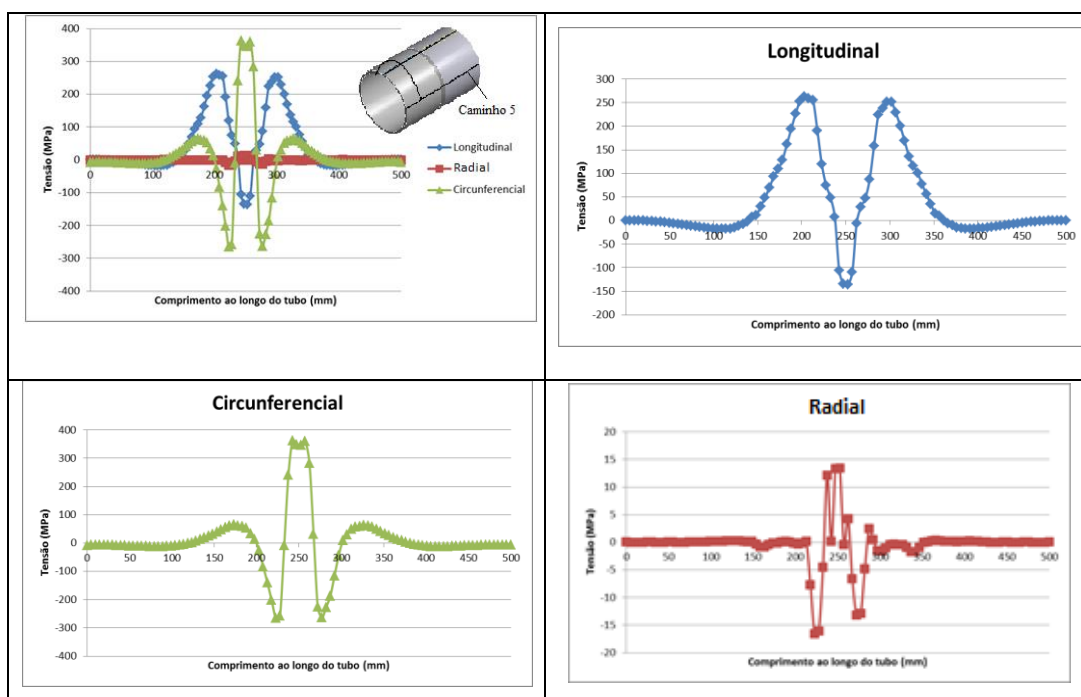 400
300
200
100
0
-100
-200
-300
-400
Tensão (MPa)
0 100 200 300 400 500
Comprimento ao longo do tubo (mm)
Caminho 5
Longitudinal
Radial
Circunferencial
Longitudinal
300
250
200
150
100
50
0
-50
-100
-150
-200
Tensão (MPa)
0 50 100 150 200 250 300 350 400 450 500
Comprimento ao longo do tubo (mm)
Circunferencial
400
300
200
100
0
-100
-200
-300
-400
Tensão (MPa)
0 50 100 150 200 250 300 350 400 450 500
Comprimento ao longo do tubo (mm)
Radial
20
15
10
5
0
-5
-10
-15
-20
Tensão (MPa)
0 50 100 150 200 250 300 350 400 450 500
Comprimento ao longo do tubo (mm)